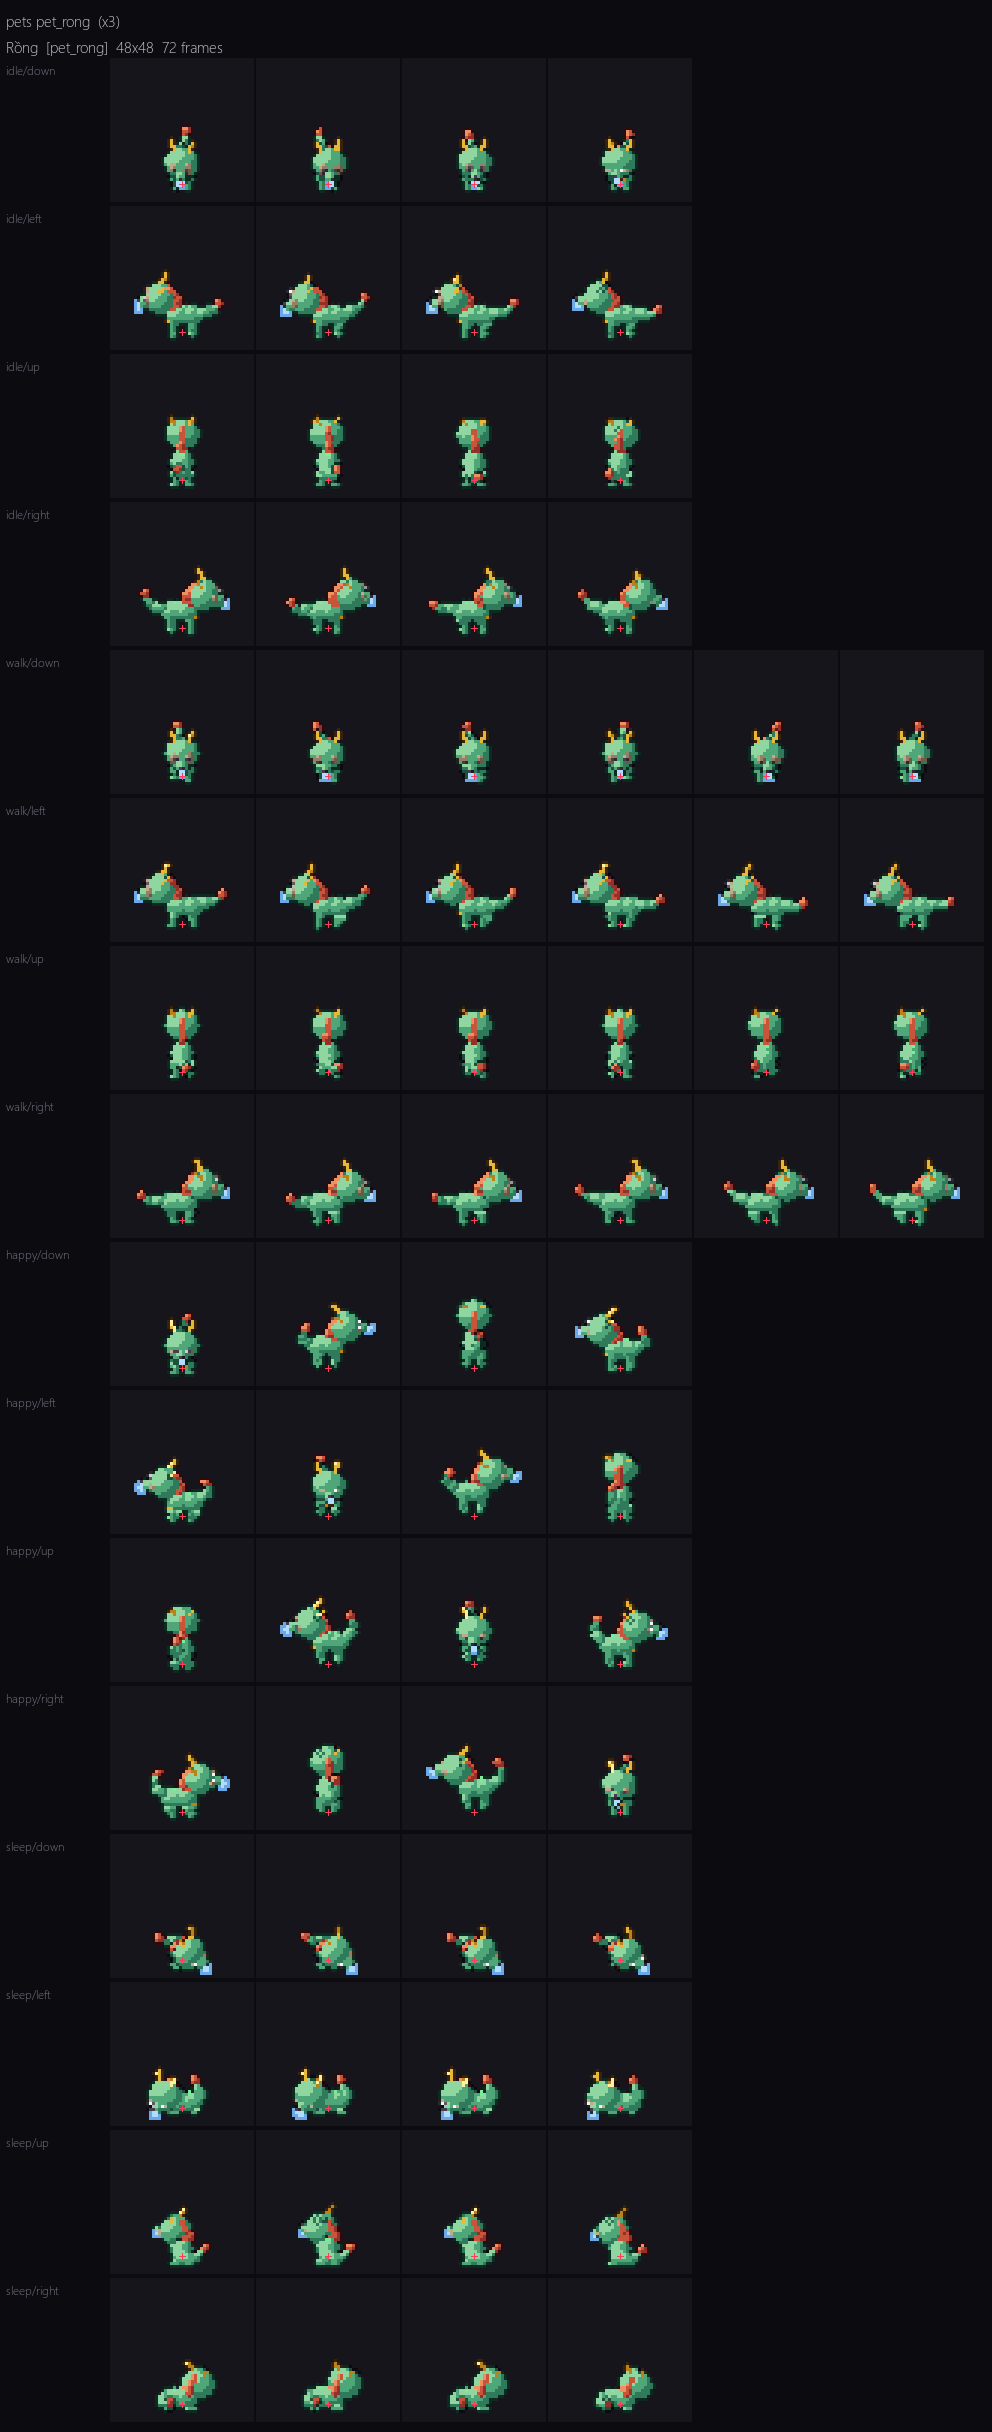 pets pet_rong (x3)
Rồng [pet_rong] 48x48 72 frames
idle/down
idle/left
idle/up
idle/right
walk/down
walk/left
walk/up
walk/right
happy/down
happy/left
happy/up
happy/right
sleep/down
sleep/left
sleep/up
sleep/right